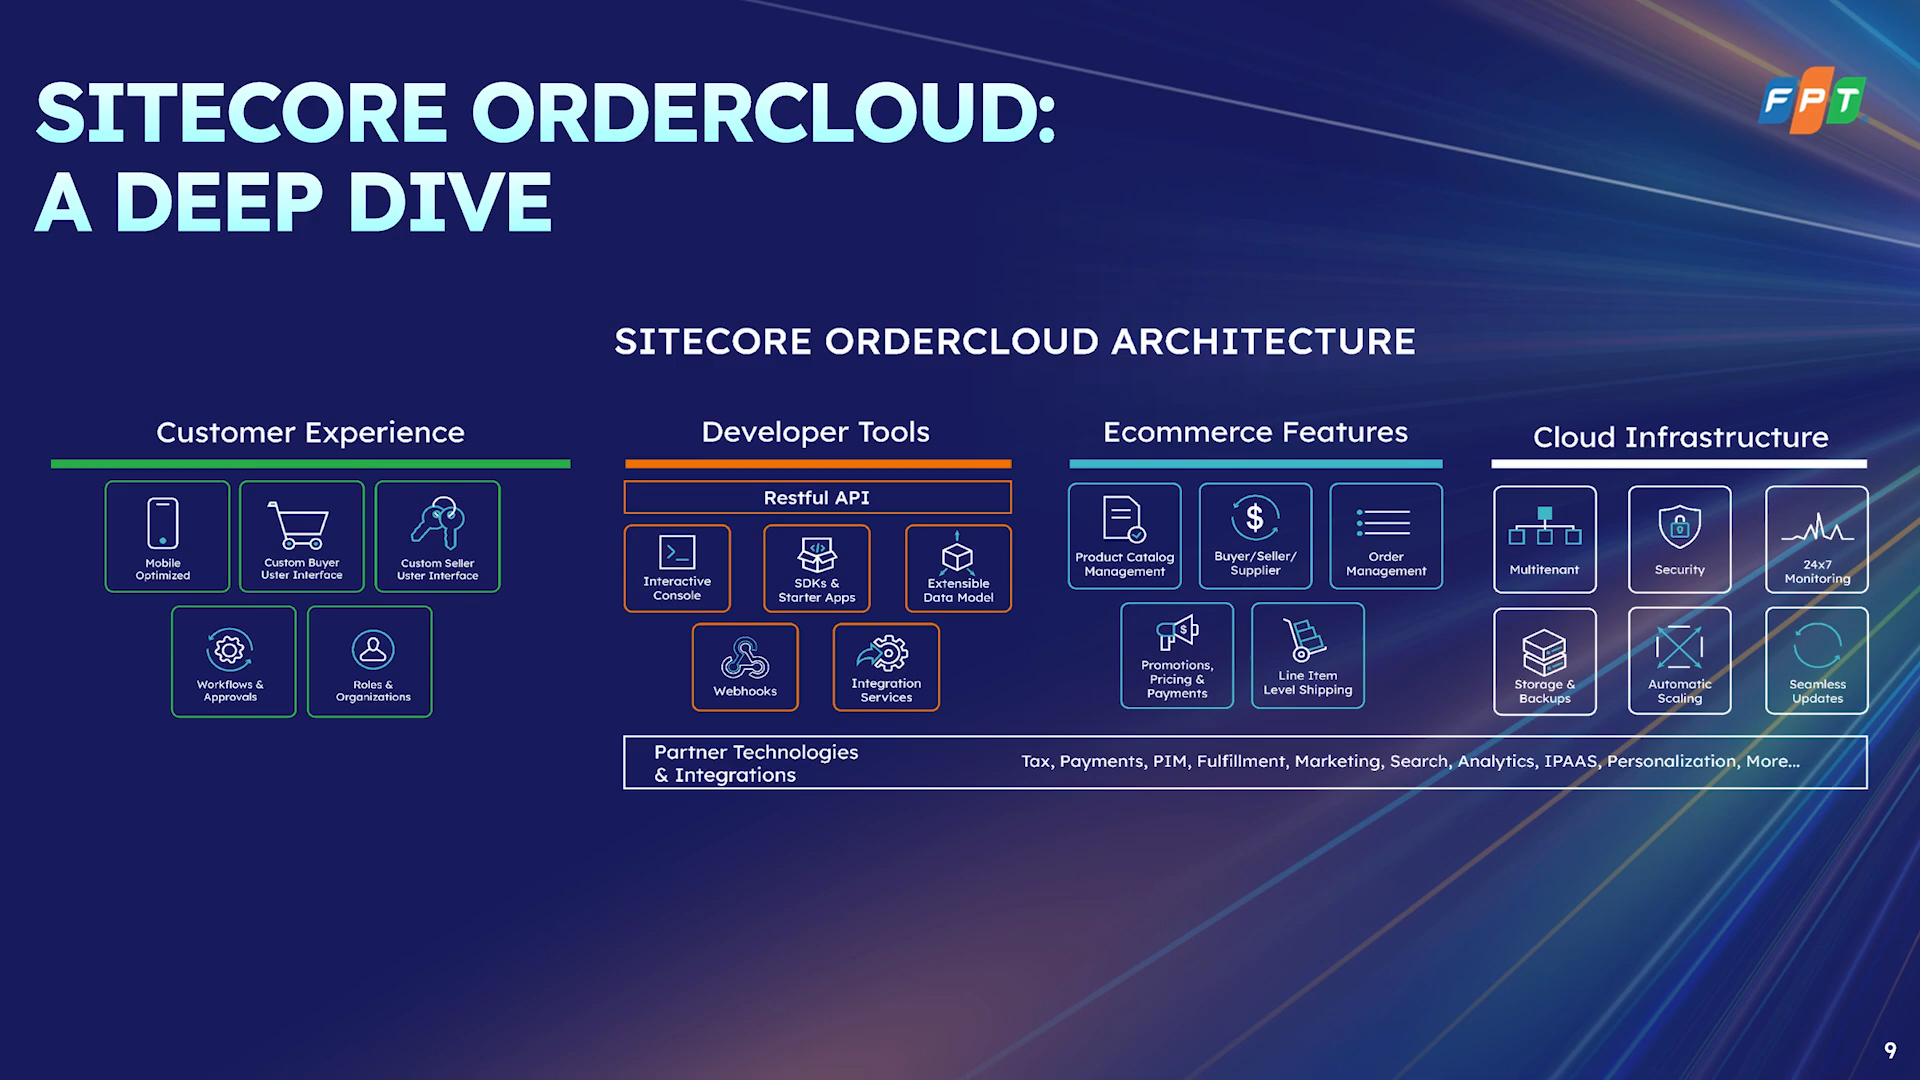 SITECORE ORDERCLOUD:
A DEEP DIVE
FPT
SITECORE ORDERCLOUD ARCHITECTURE
Customer Experience
Mobile
Optimized
Custom Buyer
Uster Interface
Custom Seller
Uster Interface
Workflows &
Approvals
Roles &
Organizations
Developer Tools
Restful API
Interactive
Console
SDKs &
Starter Apps
Extensible
Data Model
Webhooks
Integration
Services
Ecommerce Features
Product Catalog
Management
Buyer/Seller/
Supplier
Order
Management
Promotions,
Pricing &
Payments
Line Item
Level Shipping
Cloud Infrastructure
Multitenant
Security
24x7
Monitoring
Storage &
Backups
Automatic
Scaling
Seamless
Updates
Partner Technologies
& Integrations
Tax, Payments, PIM, Fulfillment, Marketing, Search, Analytics, IPAAS, Personalization, More...
9